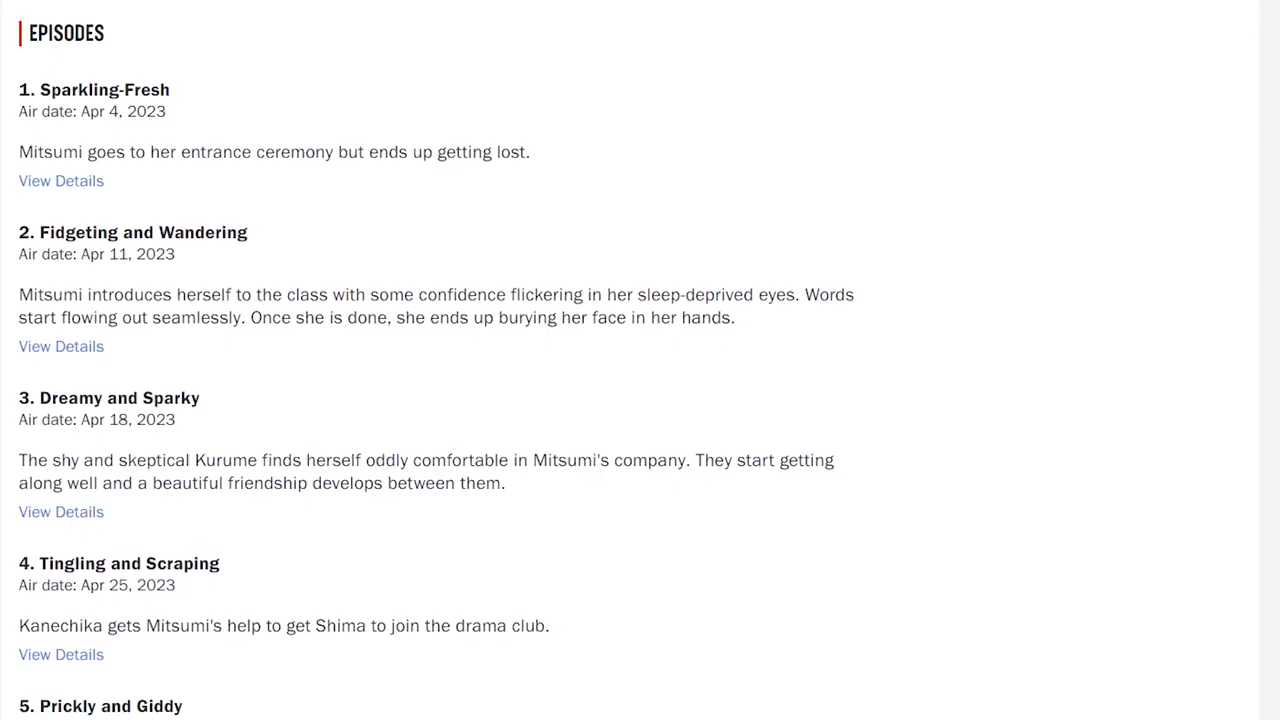 EPISODES
1. Sparkling-Fresh
Air date: Apr 4, 2023
Mitsumi goes to her entrance ceremony but ends up getting lost.
View Details
2. Fidgeting and Wandering
Air date: Apr 11, 2023
Mitsumi introduces herself to the class with some confidence flickering in her sleep-deprived eyes. Words
start flowing out seamlessly. Once she is done, she ends up burying her face in her hands.
View Details
3. Dreamy and Sparky
Air date: Apr 18, 2023
The shy and skeptical Kurume finds herself oddly comfortable in Mitsumi's company. They start getting
along well and a beautiful friendship develops between them.
View Details
4. Tingling and Scraping
Air date: Apr 25, 2023
Kanechika gets Mitsumi's help to get Shima to join the drama club.
View Details
5. Prickly and Giddy